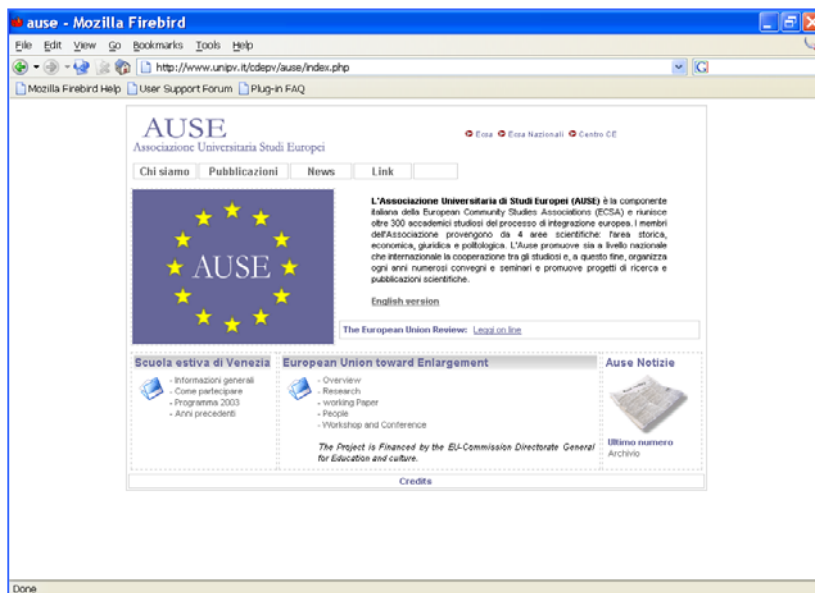 ause - Mozilla Firebird
File Edit View Go Bookmarks Tools Help
http://www.unipv.it/cdepv/ause/index.php
Mozilla Firebird Help User Support Forum Plug-in FAQ
AUSE
Associazione Universitaria Studi Europei
Ecsa Ecsa Nazionali Centro CE
Chi siamo Pubblicazioni News Link
AUSE
L'Associazione Universitaria di Studi Europei (AUSE) è la componente
italiana della European Community Studies Associations (ECSA) e riunisce
oltre 300 accademici studiosi del processo di integrazione europea. I membri
dell'Associazione provengono da 4 aree scientifiche: l'area storica,
economica, giuridica e politologica. L'Ause promuove sia a livello nazionale
che internazionale la cooperazione tra gli studiosi e, a questo fine, organizza
ogni anni numerosi convegni e seminari e promuove progetti di ricerca e
pubblicazioni scientifiche.
English version
The European Union Review: Leggi on line
Scuola estiva di Venezia
- Informazioni generali
- Come partecipare
- Programma 2003
- Anni precedenti
European Union toward Enlargement
- Overview
- Research
- working Paper
- People
- Workshop and Conference
The Project is Financed by the EU-Commission Directorate General
for Education and culture.
Ause Notizie
Ultimo numero
Archivio
Credits
Done